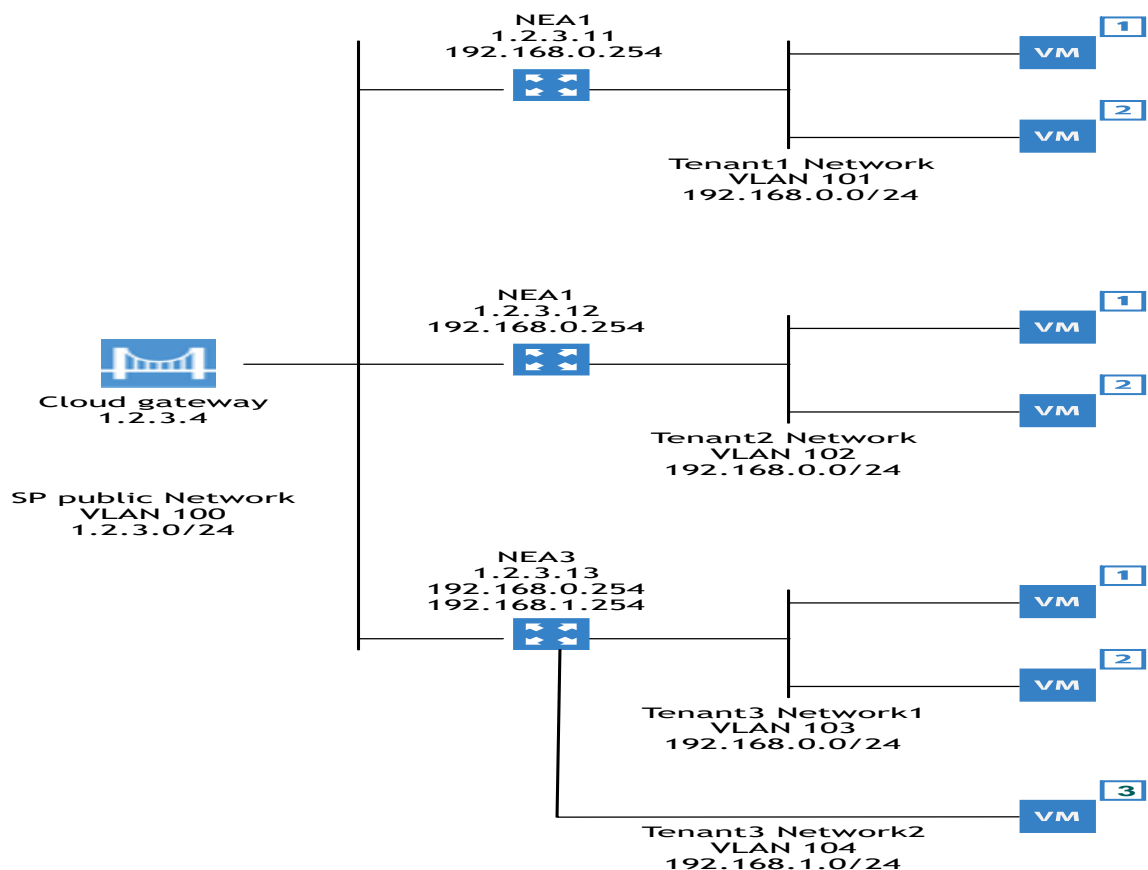 NEA1
1.2.3.11
192.168.0.254
VM
1
VM
2
Tenant1 Network
VLAN 101
192.168.0.0/24
NEA1
1.2.3.12
192.168.0.254
VM
1
VM
2
Tenant2 Network
VLAN 102
192.168.0.0/24
Cloud gateway
1.2.3.4
SP public Network
VLAN 100
1.2.3.0/24
NEA3
1.2.3.13
192.168.0.254
192.168.1.254
VM
1
VM
2
Tenant3 Network1
VLAN 103
192.168.0.0/24
VM
3
Tenant3 Network2
VLAN 104
192.168.1.0/24